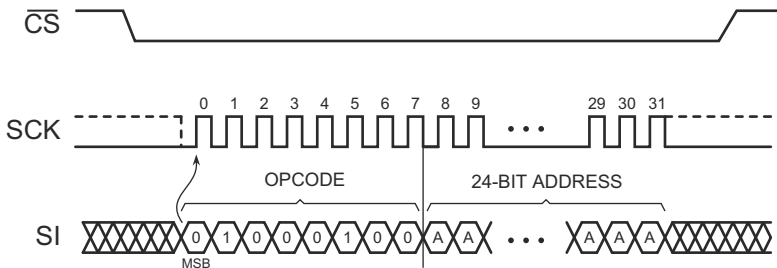 CS
0 1 2 3 4 5 6 7 8 9 29 30 31
SCK
OPCODE 24-BIT ADDRESS
SI 0 1 0 0 0 1 0 0 A A A A A
MSB